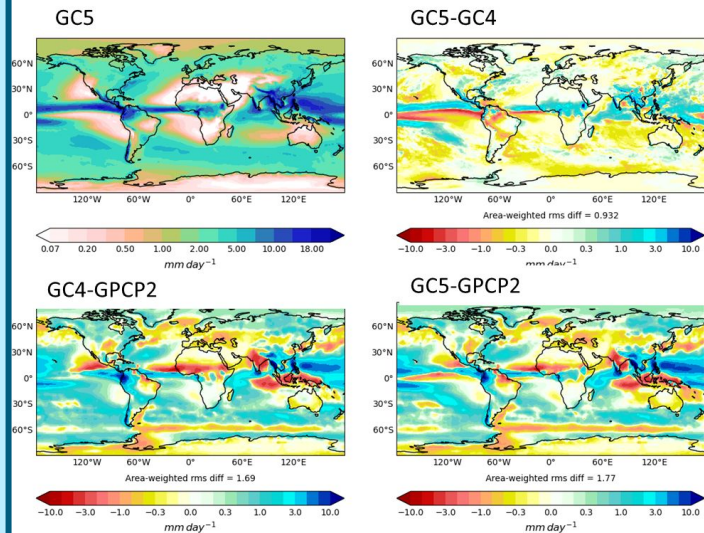 GC5
GC5-GC4
60°N
30°N
0°
30°S
60°S
120°W 60°W 0° 60°E 120°E
60°N
30°N
0°
30°S
60°S
120°W 60°W 0° 60°E 120°E
Area-weighted rms diff = 0.932
0.07 0.20 0.50 1.00 2.00 5.00 10.00 18.00
mm day⁻¹
−10.0 −3.0 −1.0 −0.3 0.0 0.3 1.0 3.0 10.0
mm day⁻¹
GC4-GPCP2
GC5-GPCP2
60°N
30°N
0°
30°S
60°S
120°W 60°W 0° 60°E 120°E
Area-weighted rms diff = 1.69
60°N
30°N
0°
30°S
60°S
120°W 60°W 0° 60°E 120°E
Area-weighted rms diff = 1.77
−10.0 −3.0 −1.0 −0.3 0.0 0.3 1.0 3.0 10.0
mm day⁻¹
−10.0 −3.0 −1.0 −0.3 0.0 0.3 1.0 3.0 10.0
mm day⁻¹